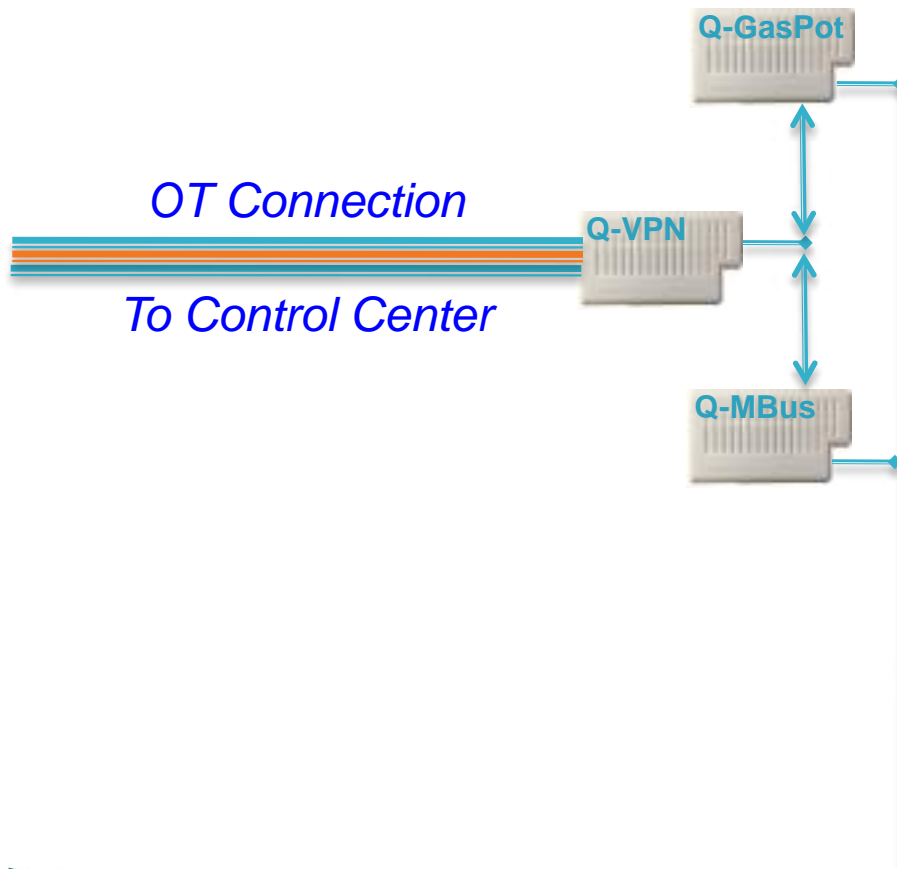 Q-GasPot
OT Connection
Q-VPN
To Control Center
Q-MBus